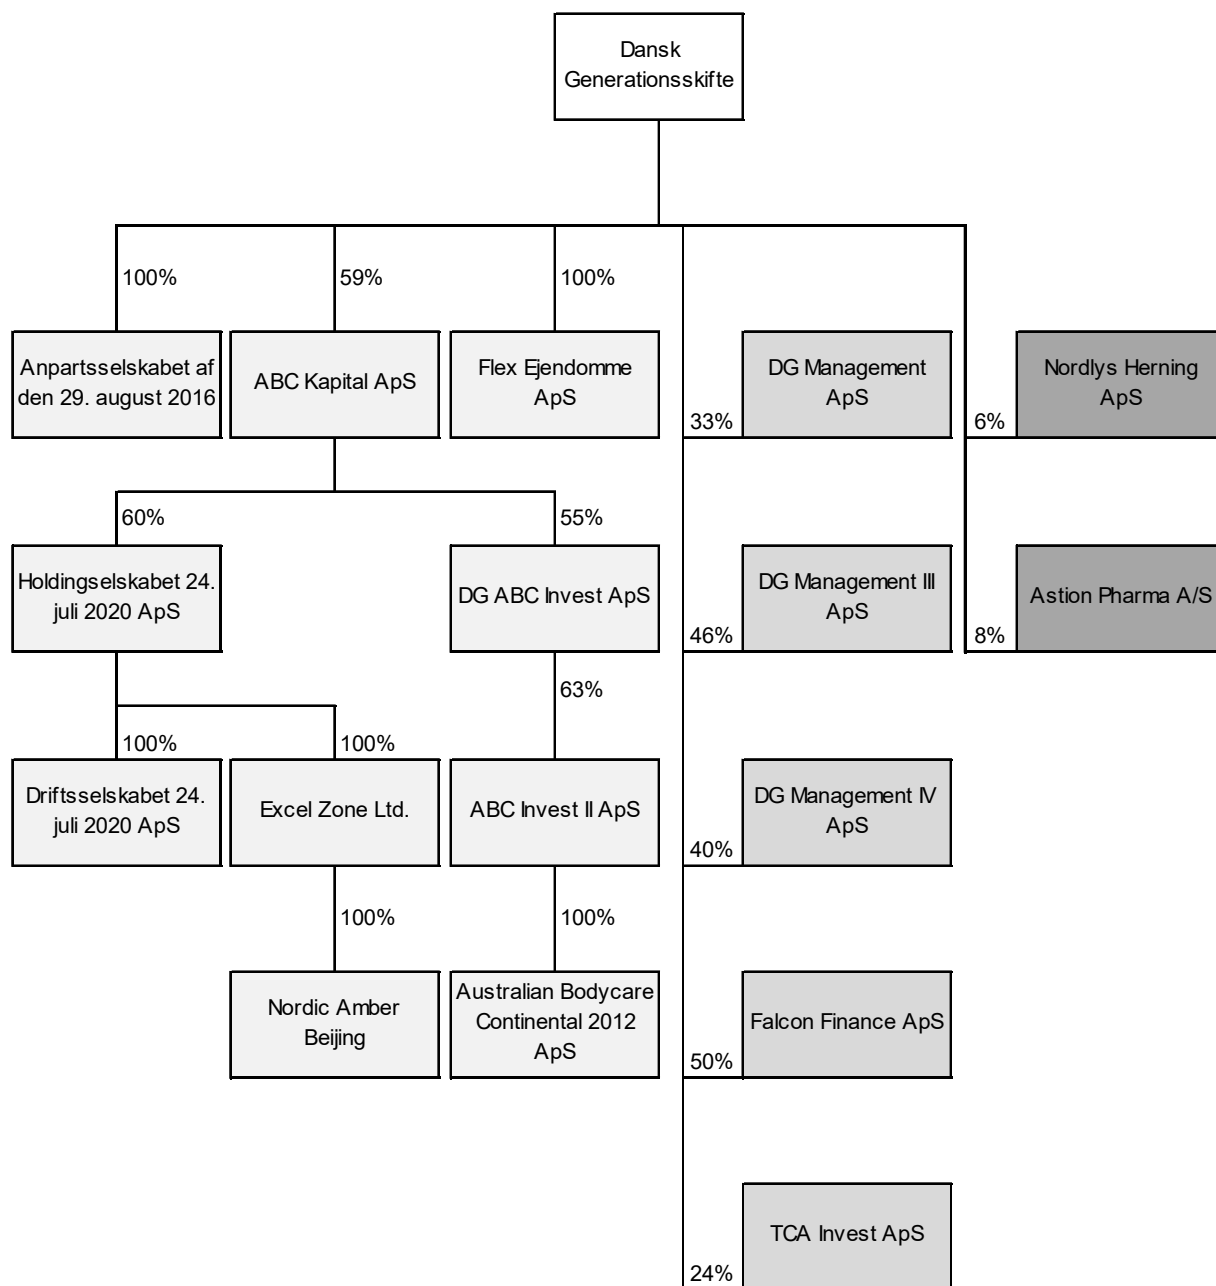 Dansk
Generationsskifte
100%
59%
100%
Anpartsselskabet af
den 29. august 2016
ABC Kapital ApS
Flex Ejendomme
ApS
DG Management
ApS
Nordlys Herning
ApS
33%
6%
60%
55%
Holdingselskabet 24.
juli 2020 ApS
DG ABC Invest ApS
DG Management III
ApS
Astion Pharma A/S
46%
8%
63%
100%
100%
Driftsselskabet 24.
juli 2020 ApS
Excel Zone Ltd.
ABC Invest II ApS
DG Management IV
ApS
40%
100%
100%
Nordic Amber
Beijing
Australian Bodycare
Continental 2012
ApS
Falcon Finance ApS
50%
TCA Invest ApS
24%